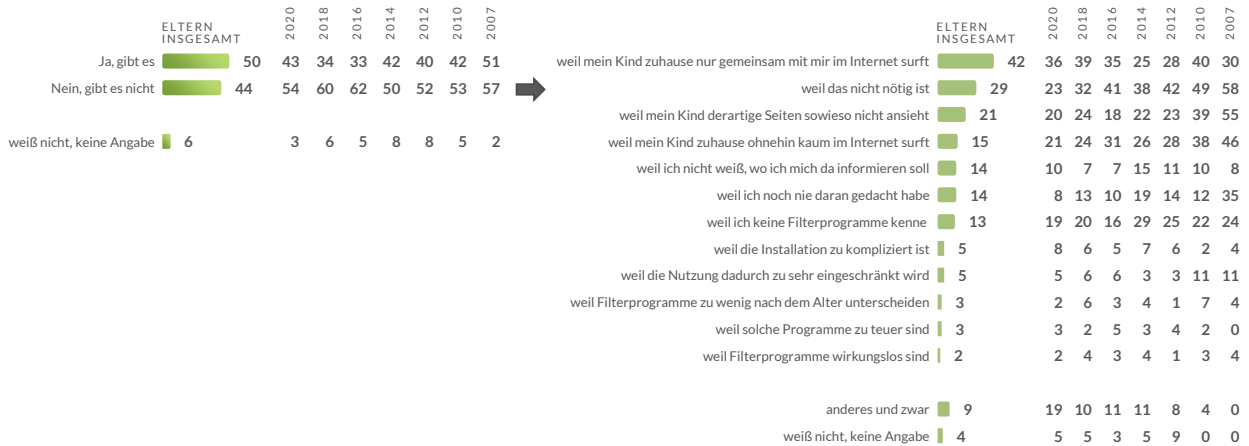 ELTERN
INSGESAMT 2020 2018 2016 2014 2012 2010 2007
Ja, gibt es 50 43 34 33 42 40 42 51
Nein, gibt es nicht 44 54 60 62 50 52 53 57
weiß nicht, keine Angabe 6 3 6 5 8 8 5 2
ELTERN
INSGESAMT 2020 2018 2016 2014 2012 2010 2007
weil mein Kind zuhause nur gemeinsam mit mir im Internet surft 42 36 39 35 25 28 40 30
weil das nicht nötig ist 29 23 32 41 38 42 49 58
weil mein Kind derartige Seiten sowieso nicht ansieht 21 20 24 18 22 23 39 55
weil mein Kind zuhause ohnehin kaum im Internet surft 15 21 24 31 26 28 38 46
weil ich nicht weiß, wo ich mich da informieren soll 14 10 7 7 15 11 10 8
weil ich noch nie daran gedacht habe 14 8 13 10 19 14 12 35
weil ich keine Filterprogramme kenne 13 19 20 16 29 25 22 24
weil die Installation zu kompliziert ist 5 8 6 5 7 6 2 4
weil die Nutzung dadurch zu sehr eingeschränkt wird 5 5 6 6 3 3 11 11
weil Filterprogramme zu wenig nach dem Alter unterscheiden 3 2 6 3 4 1 7 4
weil solche Programme zu teuer sind 3 3 2 5 3 4 2 0
weil Filterprogramme wirkungslos sind 2 2 4 3 4 1 3 4
anderes und zwar 9 19 10 11 11 8 4 0
weiß nicht, keine Angabe 4 5 5 3 5 9 0 0